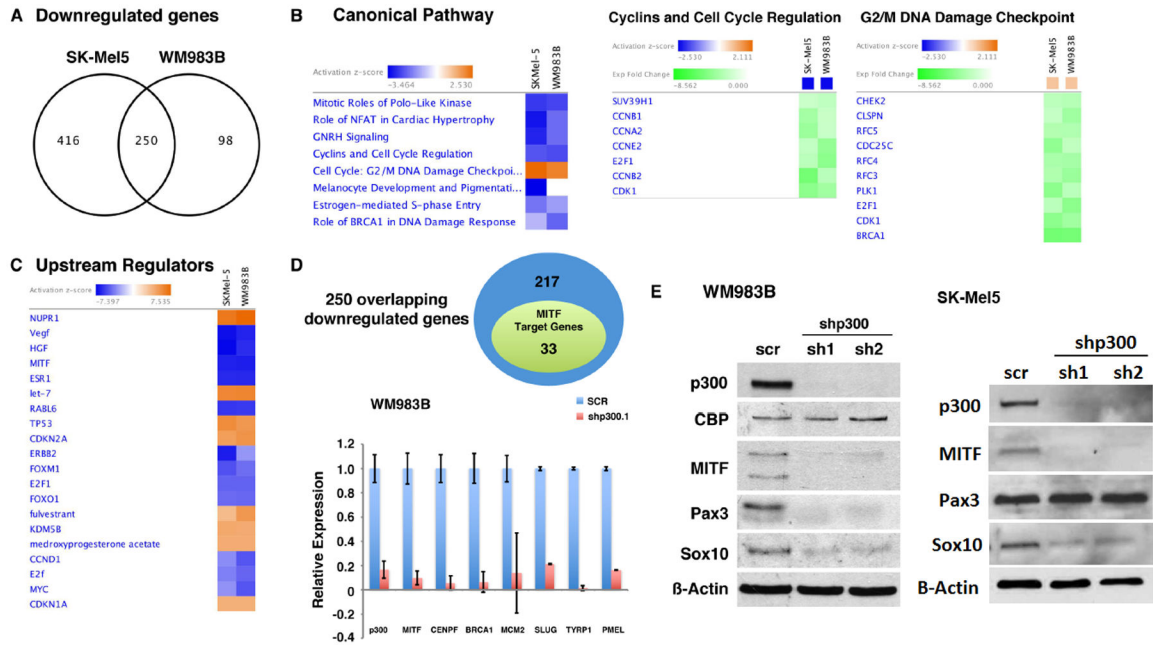 A Downregulated genes
SK-Mel5 WM983B
416 250 98
B Canonical Pathway
Activation z-score
-3.464 2.530
SKMel-5
WM983B
Mitotic Roles of Polo-Like Kinase
Role of NFAT in Cardiac Hypertrophy
GNRH Signaling
Cyclins and Cell Cycle Regulation
Cell Cycle: G2/M DNA Damage Checkpoi...
Melanocyte Development and Pigmentati...
Estrogen-mediated S-phase Entry
Role of BRCA1 in DNA Damage Response
Cyclins and Cell Cycle Regulation
Activation z-score
-2.530 2.111
Exp Fold Change
-8.562 0.000
SK-Mel5
WM983B
SUV39H1
CCNB1
CCNA2
CCNE2
E2F1
CCNB2
CDK1
G2/M DNA Damage Checkpoint
Activation z-score
-2.530 2.111
Exp Fold Change
-8.562 0.000
SK-Mel5
WM983B
CHEK2
CLSPN
RFC5
CDC25C
RFC4
RFC3
PLK1
E2F1
CDK1
BRCA1
C Upstream Regulators
Activation z-score
-7.397 7.535
SKMel-5
WM983B
NUPR1
Vegf
HGF
MITF
ESR1
let-7
RABL6
TP53
CDKN2A
ERBB2
FOXM1
E2F1
FOXO1
fulvestrant
KDM5B
medroxyprogesterone acetate
CCND1
E2f
MYC
CDKN1A
D
250 overlapping
downregulated genes
217
MITF
Target Genes
33
WM983B
SCR
shp300.1
Relative Expression
1.2
1
0.8
0.6
0.4
0.2
0
-0.2
-0.4
p300 MITF CENPF BRCA1 MCM2 SLUG TYRP1 PMEL
E WM983B
shp300
scr sh1 sh2
p300
CBP
MITF
Pax3
Sox10
ß-Actin
SK-Mel5
shp300
scr sh1 sh2
p300
MITF
Pax3
Sox10
B-Actin